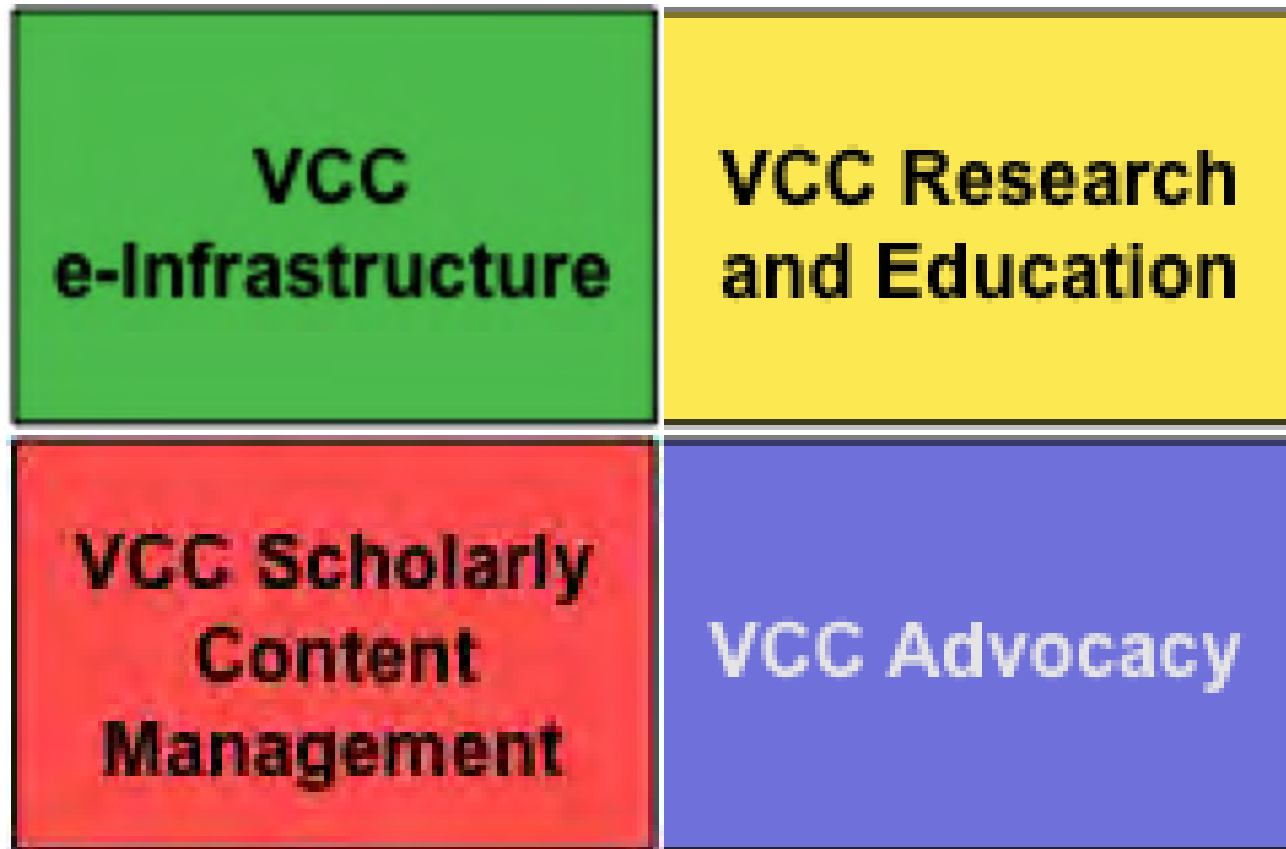 VCC
e-Infrastructure
VCC Research
and Education
VCC Scholarly
Content
Management
VCC Advocacy